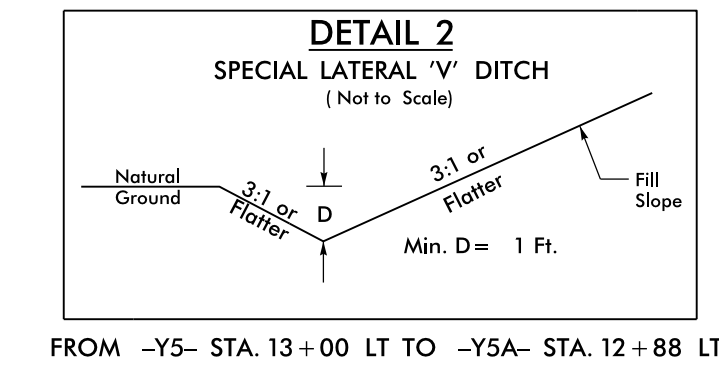 DETAIL 2
SPECIAL LATERAL 'V' DITCH
( Not to Scale)
Natural
Ground
3:1 or
Flatter
D
3:1 or
Flatter
Fill
Slope
Min. D= 1 Ft.
FROM -Y5- STA. 13+00 LT TO -Y5A- STA. 12+88 LT